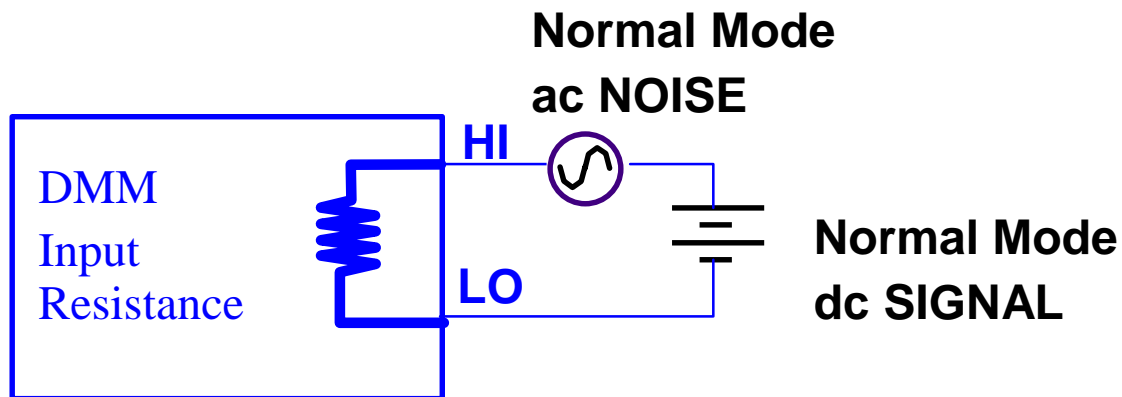 Normal Mode
ac NOISE
HI
DMM
Input
Resistance
LO
Normal Mode
dc SIGNAL